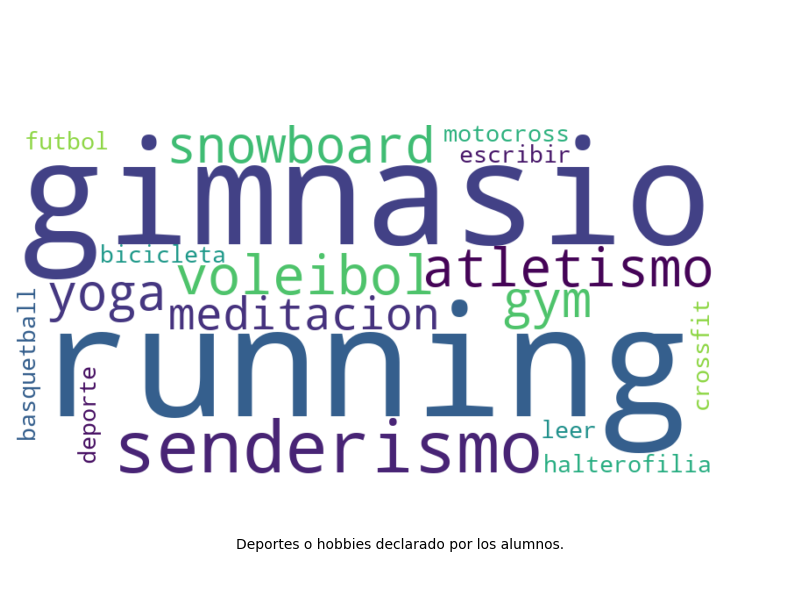 futbol
snowboard
motocross
escribir
gimnasio
bicicleta
voleibol
atletismo
yoga
meditacion
gym
basquetball
running
crossfit
deporte
senderismo
leer
halterofilia
Deportes o hobbies declarado por los alumnos.